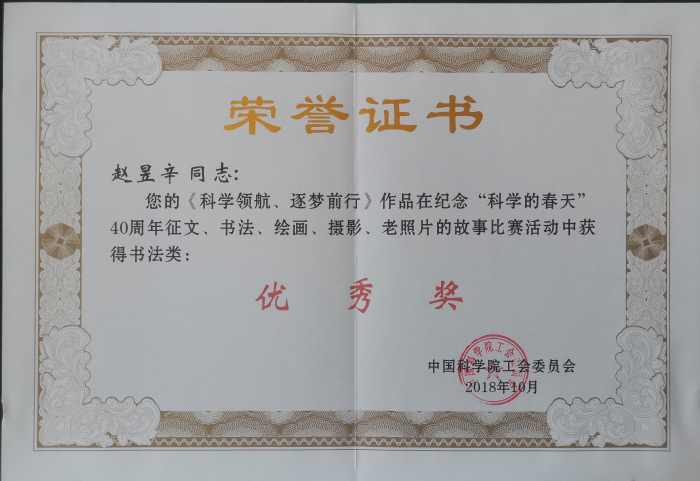 荣誉证书
赵昱辛 同志：
您的《科学领航、逐梦前行》作品在纪念“科学的春天”
40周年征文、书法、绘画、摄影、老照片的故事比赛活动中获
得书法类：
优 秀 奖
中国科学院工会委员会
2018年10月